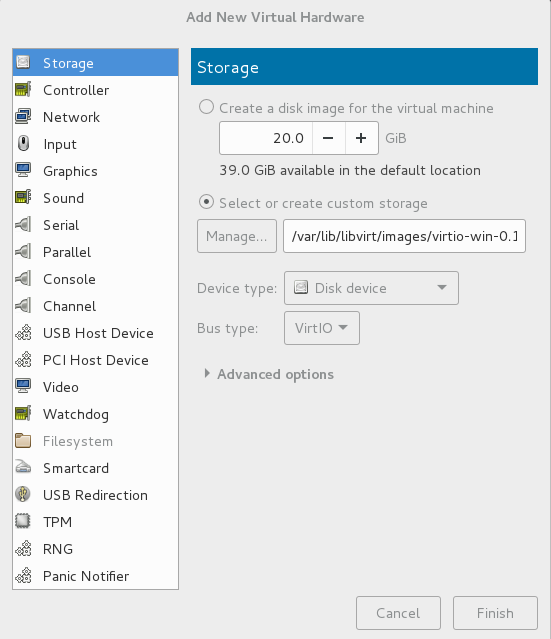 Add New Virtual Hardware
Storage
Controller
Network
Input
Graphics
Sound
Serial
Parallel
Console
Channel
USB Host Device
PCI Host Device
Video
Watchdog
Filesystem
Smartcard
USB Redirection
TPM
RNG
Panic Notifier
Storage
Create a disk image for the virtual machine
20.0 − + GiB
39.0 GiB available in the default location
Select or create custom storage
Manage... /var/lib/libvirt/images/virtio-win-0.1
Device type: Disk device
Bus type: VirtIO
Advanced options
Cancel Finish